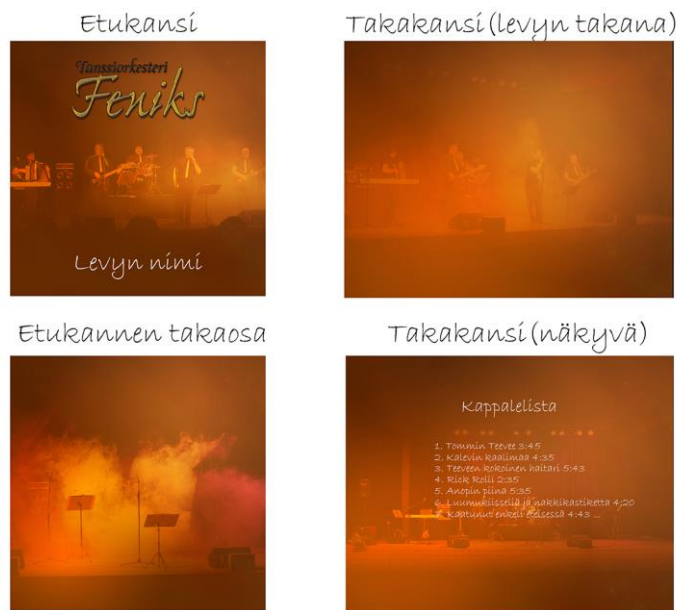 Etukansi
Takakansi (levyn takana)
Tanssiorkesteri
Feniks
Levyn nimi
Etukannen takaosa
Takakansi (näkyvä)
Kappalelista
1. Tommin Teevee 3:45
2. Kalevin kaalimaa 4:35
3. Teeveen kokoinen haitari 5:43
4. Rick Rolli 2:35
5. Anopin piina 5:35
6. Luumukiisseliä ja nakkikastiketta 4:20
7. Kaatunut enkeli eteisessä 4:43 ...